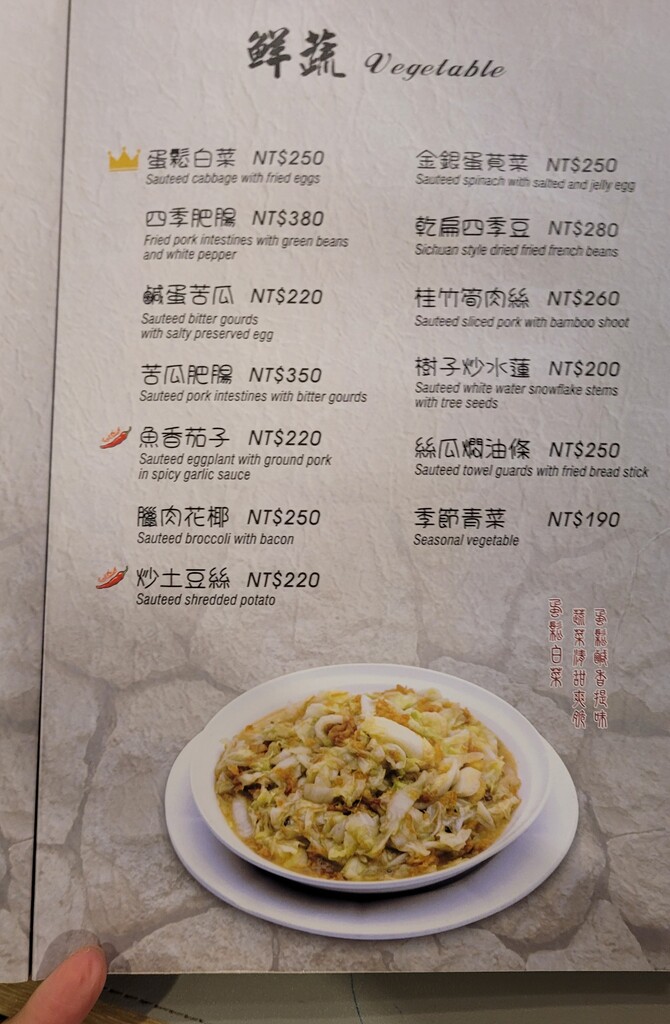 鮮蔬 Vegetable
蛋鬆白菜 NT$250
Sauteed cabbage with fried eggs
四季肥腸 NT$380
Fried pork intestines with green beans
and white pepper
鹹蛋苦瓜 NT$220
Sauteed bitter gourds
with salty preserved egg
苦瓜肥腸 NT$350
Sauteed pork intestines with bitter gourds
魚香茄子 NT$220
Sauteed eggplant with ground pork
in spicy garlic sauce
臘肉花椰 NT$250
Sauteed broccoli with bacon
炒土豆絲 NT$220
Sauteed shredded potato
金銀蛋莧菜 NT$250
Sauteed spinach with salted and jelly egg
乾扁四季豆 NT$280
Sichuan style dried fried french beans
桂竹筍肉絲 NT$260
Sauteed sliced pork with bamboo shoot
樹子炒水蓮 NT$200
Sauteed white water snowflake stems
with tree seeds
絲瓜燜油條 NT$250
Sauteed towel guards with fried bread stick
季節青菜 NT$190
Seasonal vegetable
蛋鬆鹹香提味
蔬菜清甜爽脆
蛋鬆白菜